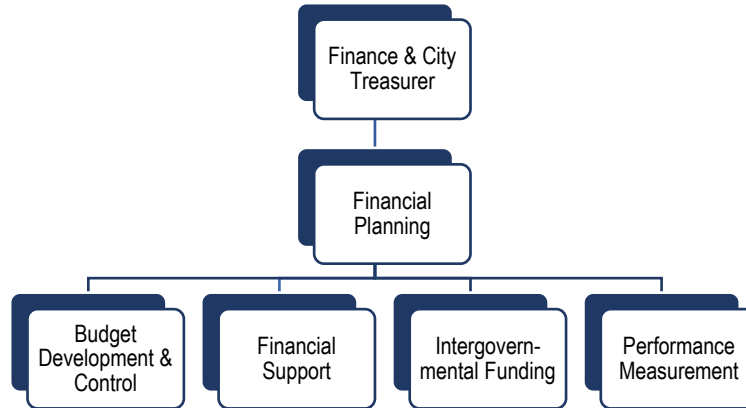 Finance & City
Treasurer
Financial
Planning
Budget
Development &
Control
Financial
Support
Intergovern-
mental Funding
Performance
Measurement